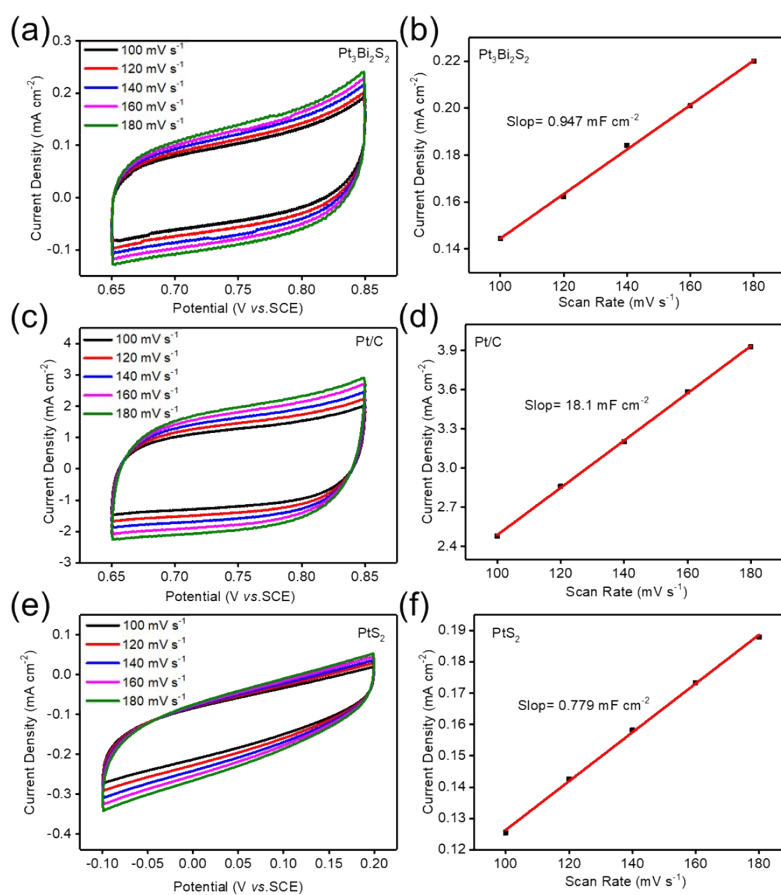 (a)
Pt₃Bi₂S₂
100 mV s⁻¹
120 mV s⁻¹
140 mV s⁻¹
160 mV s⁻¹
180 mV s⁻¹
Current Density (mA cm⁻²)
0.3
0.2
0.1
0.0
-0.1
0.65 0.70 0.75 0.80 0.85
Potential (V vs.SCE)
(b)
Pt₃Bi₂S₂
Slop= 0.947 mF cm⁻²
Current Density (mA cm⁻²)
0.22
0.20
0.18
0.16
0.14
100 120 140 160 180
Scan Rate (mV s⁻¹)
(c)
Pt/C
100 mV s⁻¹
120 mV s⁻¹
140 mV s⁻¹
160 mV s⁻¹
180 mV s⁻¹
Current Density (mA cm⁻²)
4
3
2
1
0
-1
-2
-3
0.65 0.70 0.75 0.80 0.85
Potential (V vs.SCE)
(d)
Pt/C
Slop= 18.1 mF cm⁻²
Current Density (mA cm⁻²)
3.9
3.6
3.3
3.0
2.7
2.4
100 120 140 160 180
Scan Rate (mV s⁻¹)
(e)
PtS₂
100 mV s⁻¹
120 mV s⁻¹
140 mV s⁻¹
160 mV s⁻¹
180 mV s⁻¹
Current Density (mA cm⁻²)
0.1
0.0
-0.1
-0.2
-0.3
-0.4
-0.10 -0.05 0.00 0.05 0.10 0.15 0.20
Potential (V vs.SCE)
(f)
PtS₂
Slop= 0.779 mF cm⁻²
Current Density (mA cm⁻²)
0.19
0.18
0.17
0.16
0.15
0.14
0.13
0.12
100 120 140 160 180
Scan Rate (mV s⁻¹)